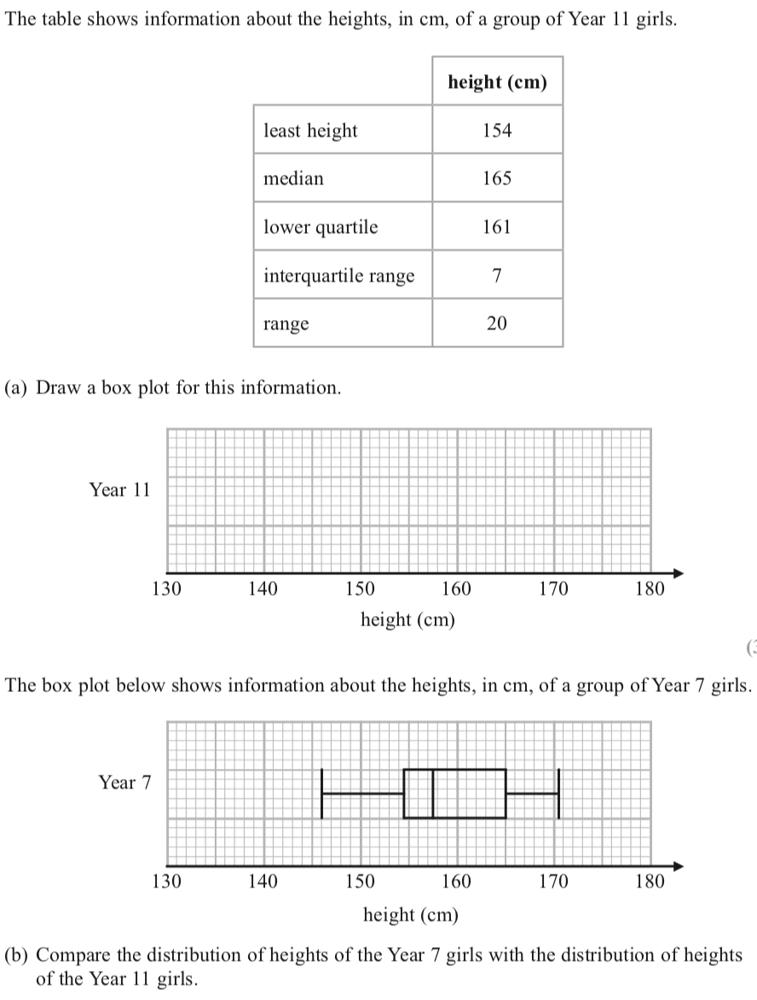 The table shows information about the heights, in cm, of a group of Year 11 girls.
height (cm)
least height 154
median 165
lower quartile 161
interquartile range 7
range 20
(a) Draw a box plot for this information.
Year 11
130 140 150 160 170 180
height (cm)
The box plot below shows information about the heights, in cm, of a group of Year 7 girls.
Year 7
130 140 150 160 170 180
height (cm)
(b) Compare the distribution of heights of the Year 7 girls with the distribution of heights
of the Year 11 girls.